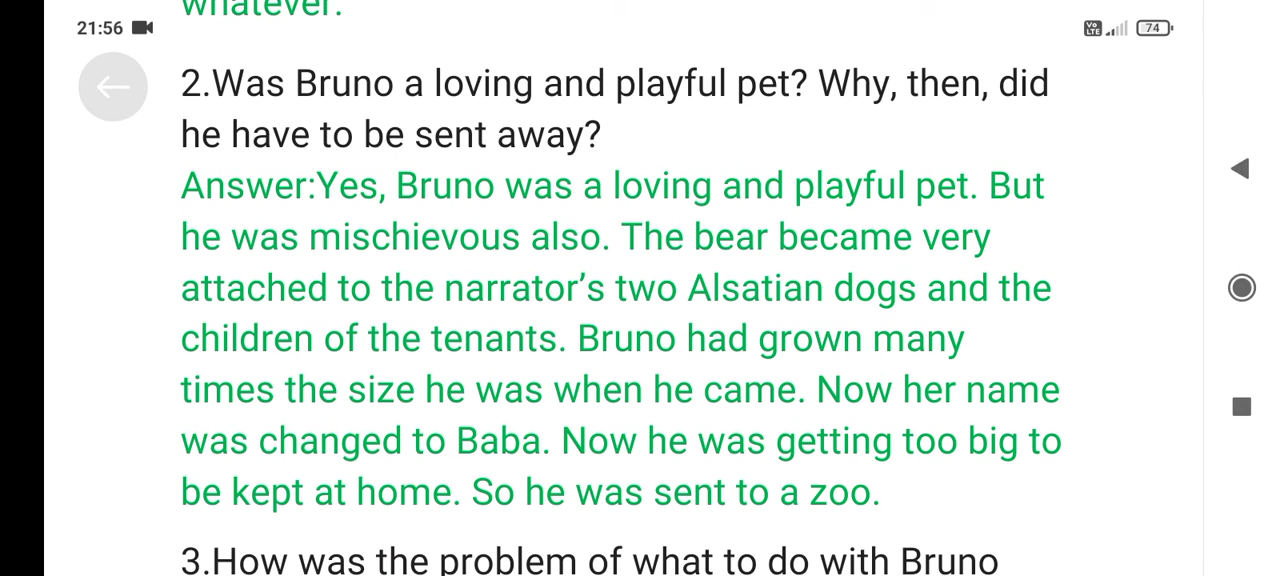 whatever.
21:56
Vo LTE 74
2.Was Bruno a loving and playful pet? Why, then, did
he have to be sent away?
Answer:Yes, Bruno was a loving and playful pet. But
he was mischievous also. The bear became very
attached to the narrator’s two Alsatian dogs and the
children of the tenants. Bruno had grown many
times the size he was when he came. Now her name
was changed to Baba. Now he was getting too big to
be kept at home. So he was sent to a zoo.
3.How was the problem of what to do with Bruno